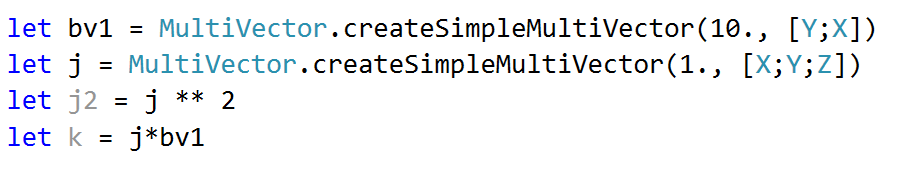 let bv1 = MultiVector.createSimpleMultiVector(10., [Y;X])
let j = MultiVector.createSimpleMultiVector(1., [X;Y;Z])
let j2 = j ** 2
let k = j*bv1